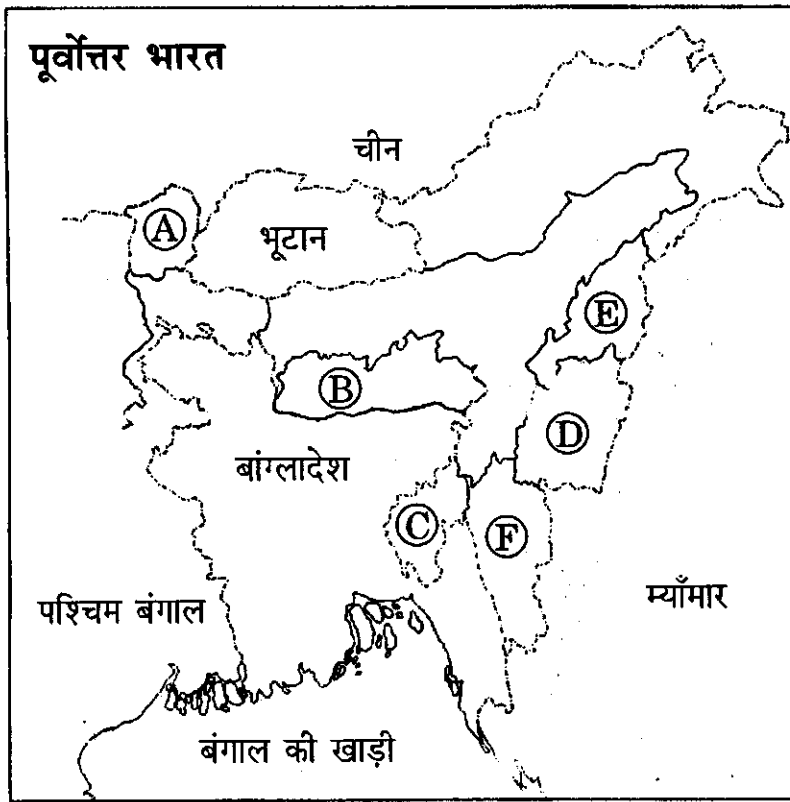 पूर्वोत्तर भारत
चीन
A
भूटान
E
B
D
बांग्लादेश
C
F
म्याँमार
पश्चिम बंगाल
बंगाल की खाड़ी